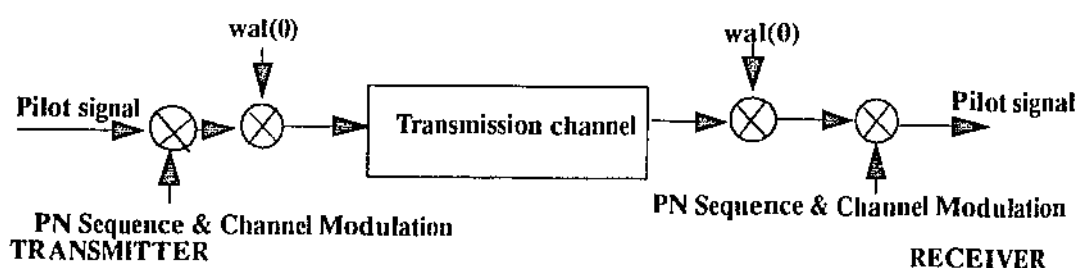 wal(0)
wal(0)
Pilot signal
Transmission channel
Pilot signal
PN Sequence & Channel Modulation
PN Sequence & Channel Modulation
TRANSMITTER
RECEIVER